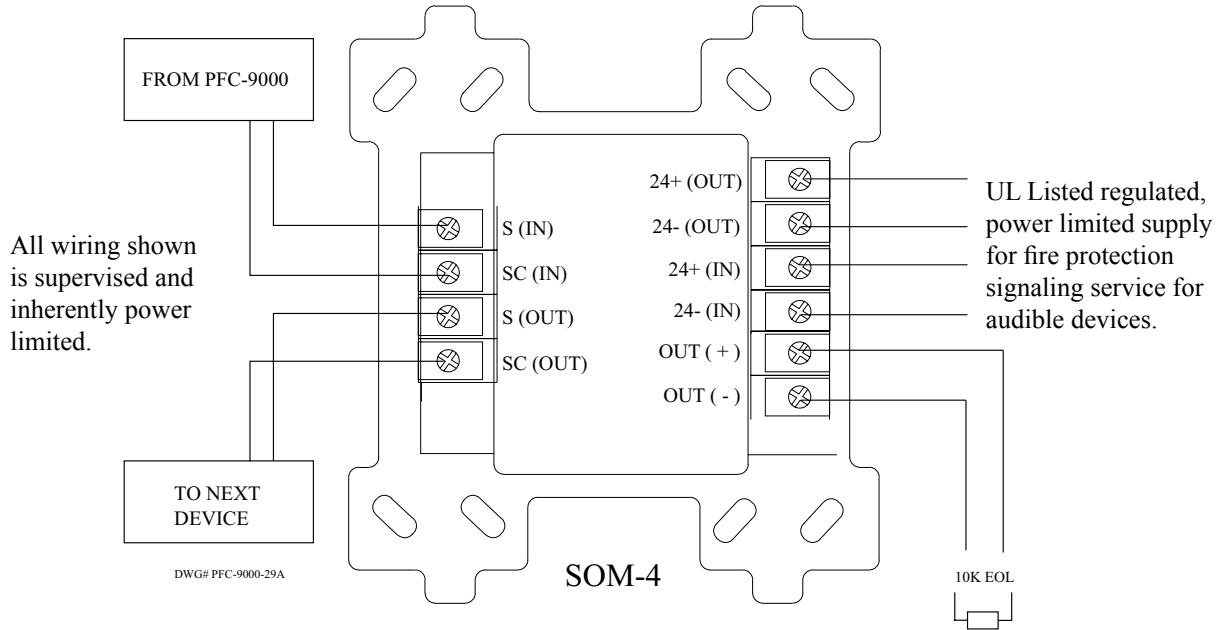 FROM PFC-9000
All wiring shown
is supervised and
inherently power
limited.
S (IN)
SC (IN)
S (OUT)
SC (OUT)
24+ (OUT)
24- (OUT)
24+ (IN)
24- (IN)
OUT ( + )
OUT ( - )
UL Listed regulated,
power limited supply
for fire protection
signaling service for
audible devices.
TO NEXT
DEVICE
DWG# PFC-9000-29A
SOM-4
10K EOL